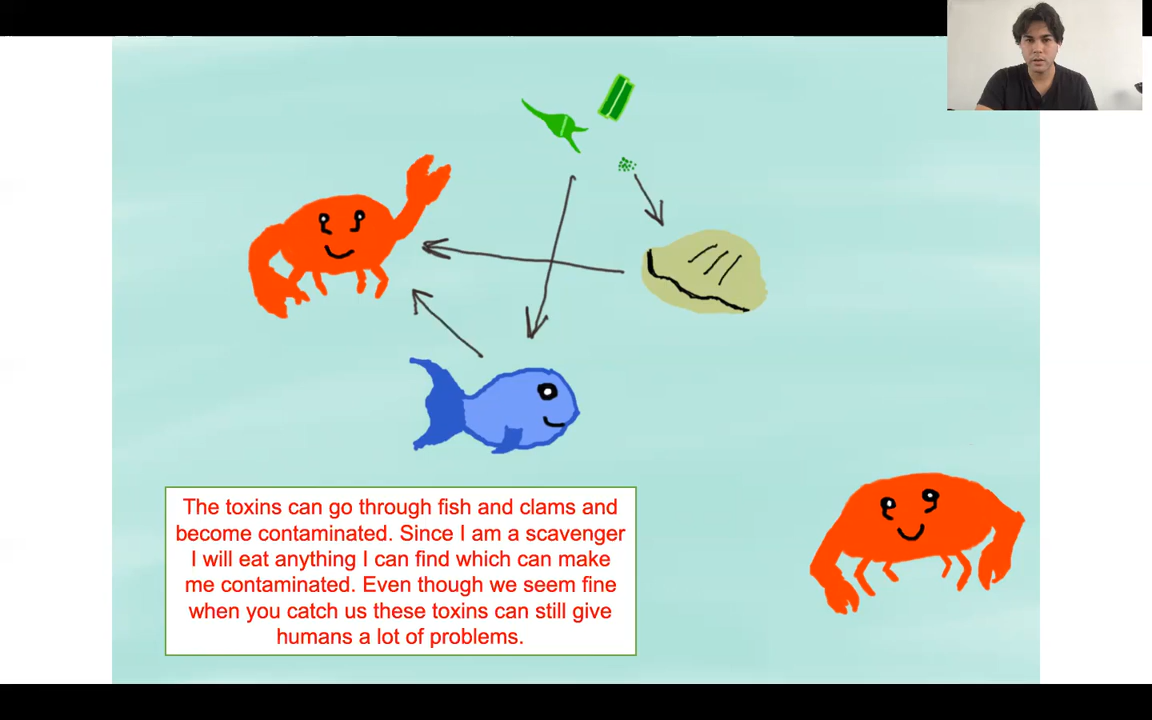 The toxins can go through fish and clams and
become contaminated. Since I am a scavenger
I will eat anything I can find which can make
me contaminated. Even though we seem fine
when you catch us these toxins can still give
humans a lot of problems.